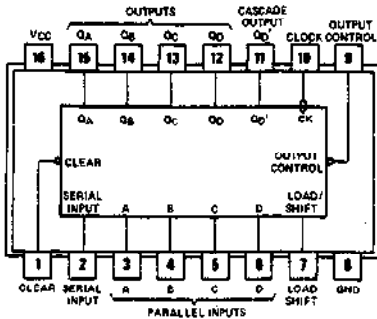 OUTPUTS
CASCADE OUTPUT
OUTPUT CONTROL
VCC QA QB QC QD QD' CLOCK
16 15 14 13 12 11 10 9
QA QB QC QD QD' CK
CLEAR
OUTPUT CONTROL
SERIAL INPUT A B C D LOAD/ SHIFT
1 2 3 4 5 6 7 8
CLEAR SERIAL INPUT A B C D LOAD SHIFT GND
PARALLEL INPUTS